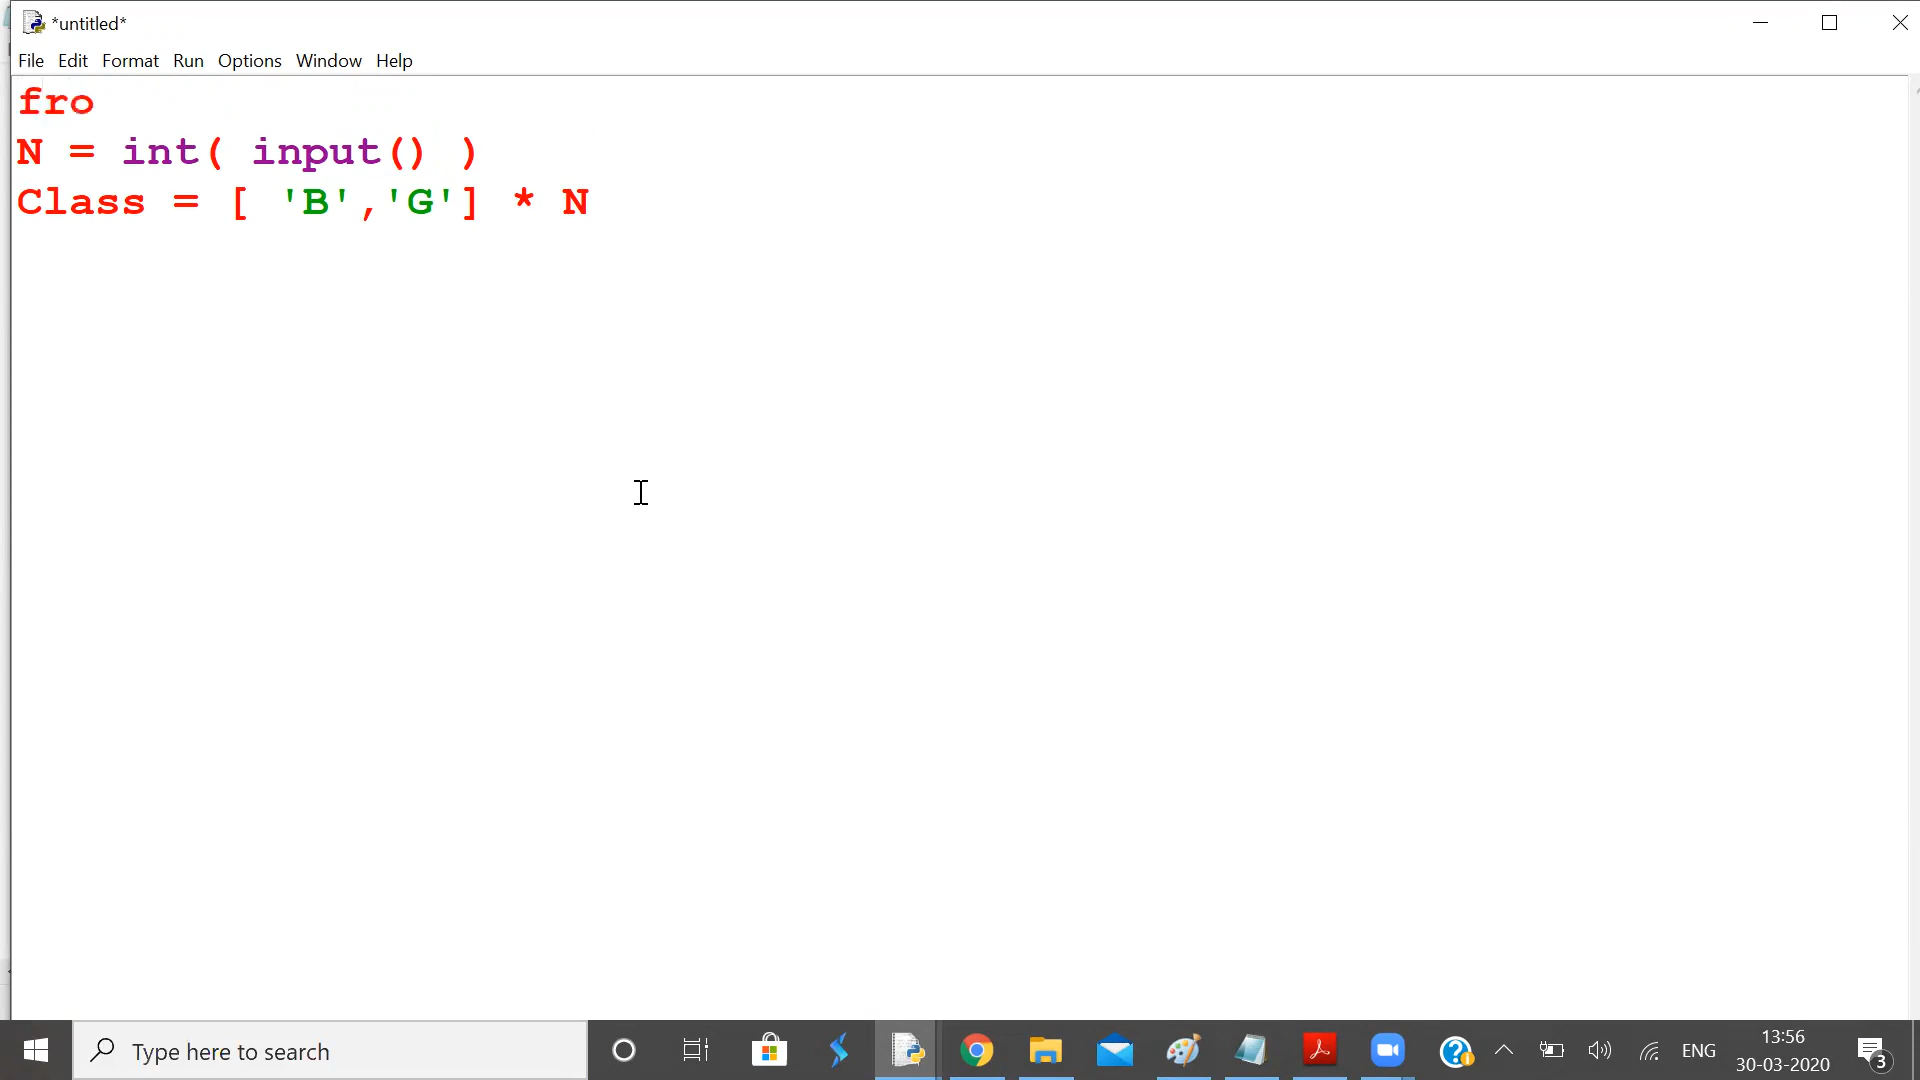 *untitled*
File Edit Format Run Options Window Help
fro
N = int( input() )
Class = [ 'B','G'] * N
Type here to search
ENG
13:56
30-03-2020
3